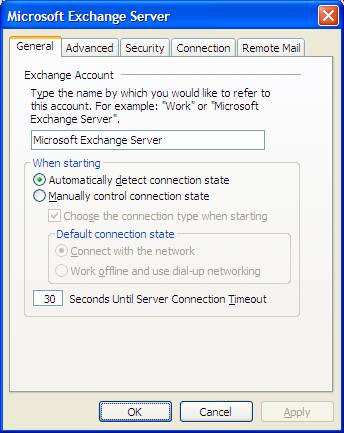 Microsoft Exchange Server
General
Advanced
Security
Connection
Remote Mail
Exchange Account
Type the name by which you would like to refer to
this account. For example: "Work" or "Microsoft
Exchange Server".
Microsoft Exchange Server
When starting
Automatically detect connection state
Manually control connection state
Choose the connection type when starting
Default connection state
Connect with the network
Work offline and use dial-up networking
30 Seconds Until Server Connection Timeout
OK
Cancel
Apply